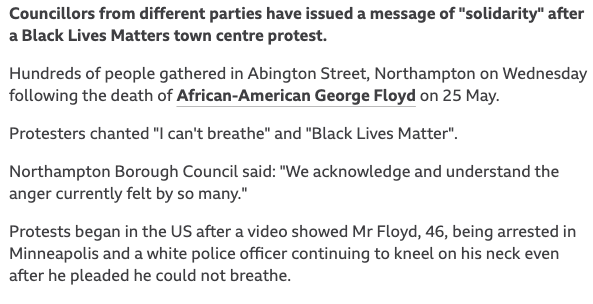 Councillors from different parties have issued a message of "solidarity" after
a Black Lives Matters town centre protest.
Hundreds of people gathered in Abington Street, Northampton on Wednesday
following the death of African-American George Floyd on 25 May.
Protesters chanted "I can't breathe" and "Black Lives Matter".
Northampton Borough Council said: "We acknowledge and understand the
anger currently felt by so many."
Protests began in the US after a video showed Mr Floyd, 46, being arrested in
Minneapolis and a white police officer continuing to kneel on his neck even
after he pleaded he could not breathe.